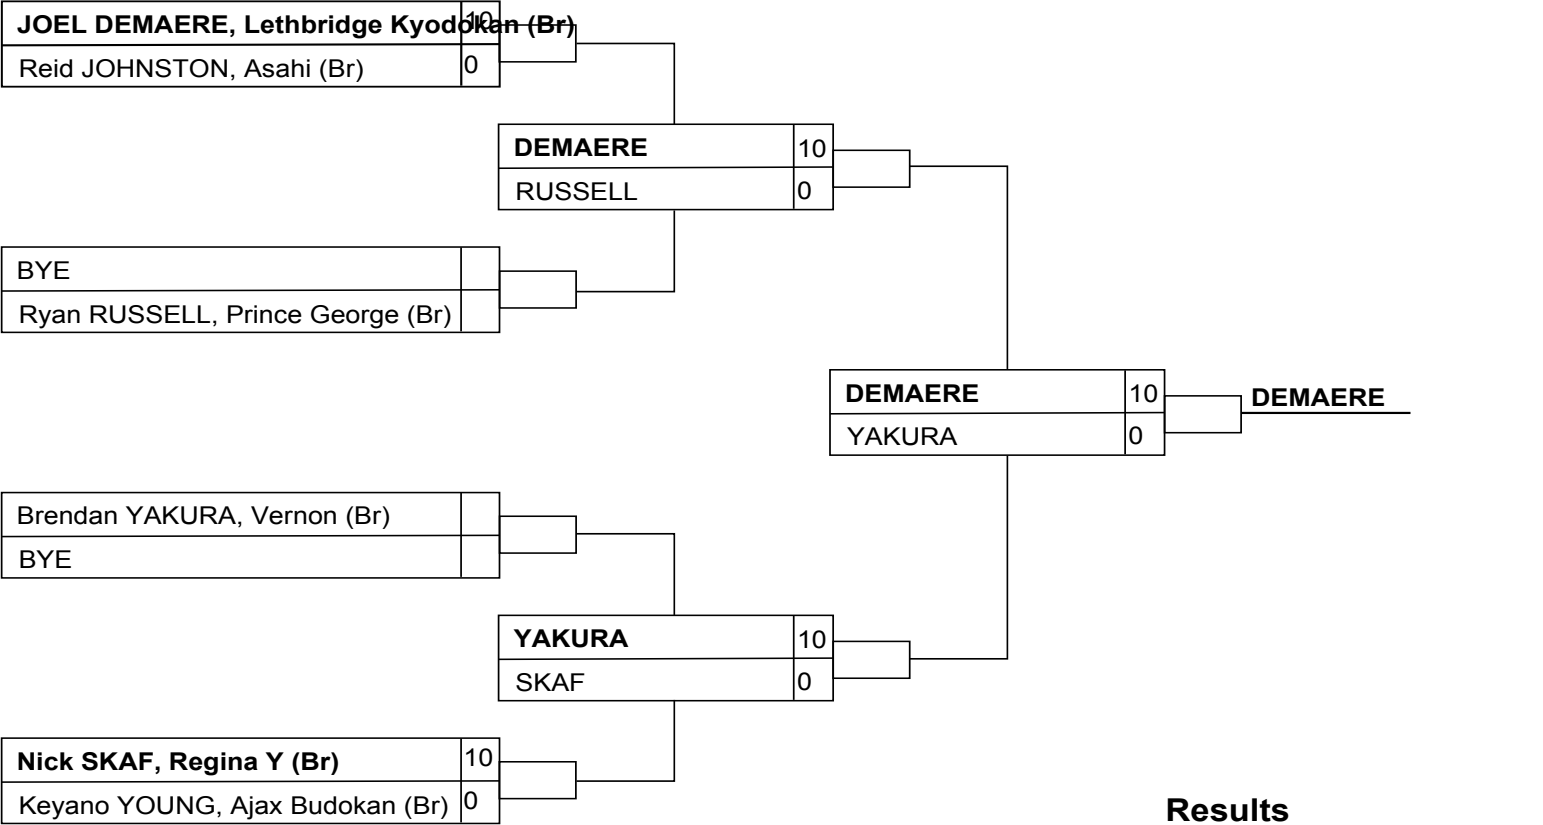 JOEL DEMAERE, Lethbridge Kyodokan (Br) 10
Reid JOHNSTON, Asahi (Br) 0
DEMAERE 10
RUSSELL 0
BYE
Ryan RUSSELL, Prince George (Br)
DEMAERE 10
YAKURA 0
DEMAERE
Brendan YAKURA, Vernon (Br)
BYE
YAKURA 10
SKAF 0
Nick SKAF, Regina Y (Br) 10
Keyano YOUNG, Ajax Budokan (Br) 0
Results